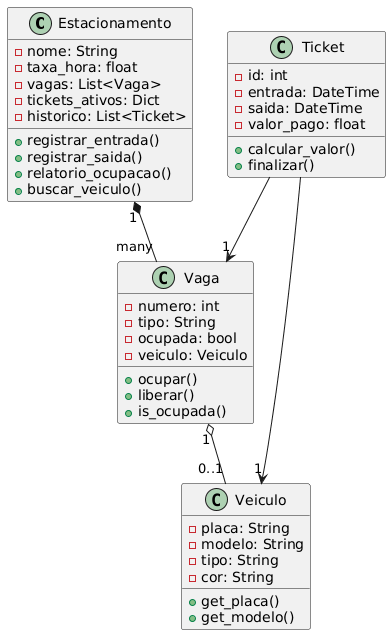 C Estacionamento
nome: String
taxa_hora: float
vagas: List<Vaga>
tickets_ativos: Dict
historico: List<Ticket>
registrar_entrada()
registrar_saida()
relatorio_ocupacao()
buscar_veiculo()
C Ticket
id: int
entrada: DateTime
saida: DateTime
valor_pago: float
calcular_valor()
finalizar()
1
many
1
C Vaga
numero: int
tipo: String
ocupada: bool
veiculo: Veiculo
ocupar()
liberar()
is_ocupada()
1
0..1
1
C Veiculo
placa: String
modelo: String
tipo: String
cor: String
get_placa()
get_modelo()